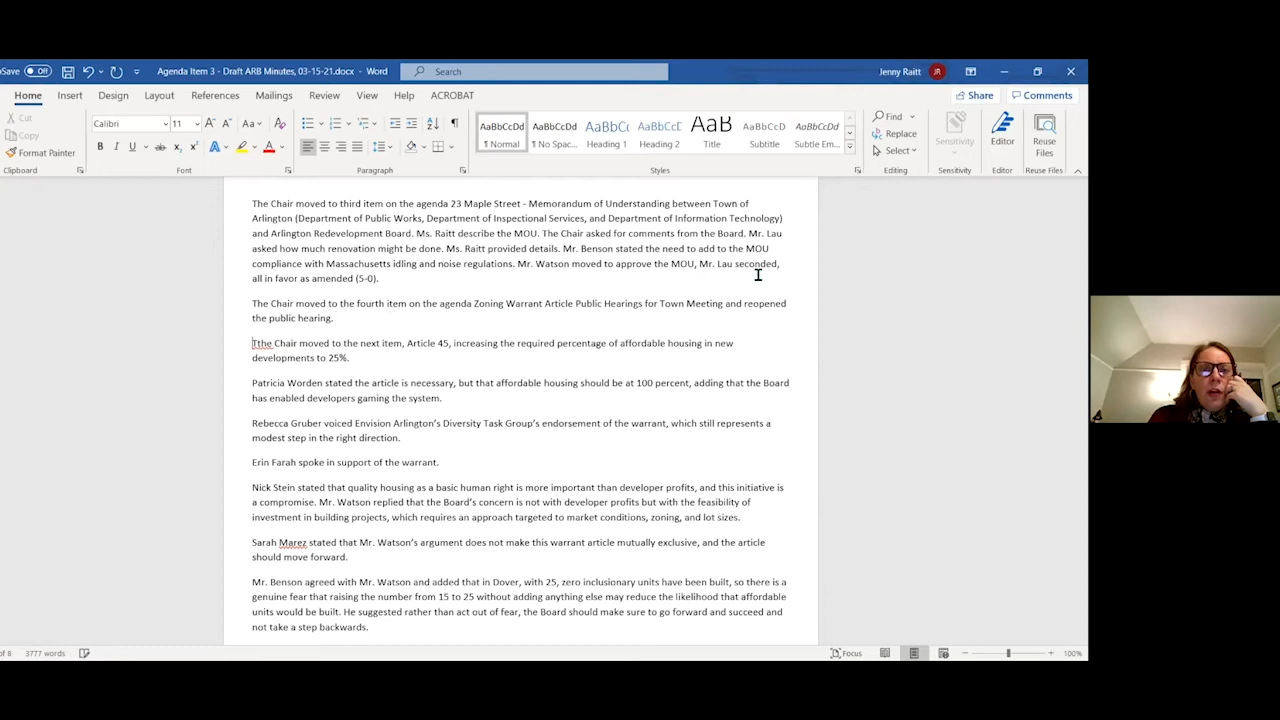 Save Off Agenda Item 3 - Draft ARB Minutes, 03-15-21.docx - Word Search Jenny Raitt JR
Home Insert Design Layout References Mailings Review View Help ACROBAT Share Comments
Cut
Copy
Format Painter
Clipboard
Calibri 11
Font
Paragraph
AaBbCcDd AaBbCcDd AaBbCc AaBbCcC AaB AaBbCcD AaBbCcDd
¶ Normal ¶ No Spac... Heading 1 Heading 2 Title Subtitle Subtle Em...
Styles
Find
Replace
Select
Editing
Sensitivity
Sensitivity
Editor
Editor
Reuse Files
Reuse Files
The Chair moved to third item on the agenda 23 Maple Street - Memorandum of Understanding between Town of
Arlington (Department of Public Works, Department of Inspectional Services, and Department of Information Technology)
and Arlington Redevelopment Board. Ms. Raitt describe the MOU. The Chair asked for comments from the Board. Mr. Lau
asked how much renovation might be done. Ms. Raitt provided details. Mr. Benson stated the need to add to the MOU
compliance with Massachusetts idling and noise regulations. Mr. Watson moved to approve the MOU, Mr. Lau seconded,
all in favor as amended (5-0).
The Chair moved to the fourth item on the agenda Zoning Warrant Article Public Hearings for Town Meeting and reopened
the public hearing.
Tthe Chair moved to the next item, Article 45, increasing the required percentage of affordable housing in new
developments to 25%.
Patricia Worden stated the article is necessary, but that affordable housing should be at 100 percent, adding that the Board
has enabled developers gaming the system.
Rebecca Gruber voiced Envision Arlington's Diversity Task Group's endorsement of the warrant, which still represents a
modest step in the right direction.
Erin Farah spoke in support of the warrant.
Nick Stein stated that quality housing as a basic human right is more important than developer profits, and this initiative is
a compromise. Mr. Watson replied that the Board's concern is not with developer profits but with the feasibility of
investment in building projects, which requires an approach targeted to market conditions, zoning, and lot sizes.
Sarah Marez stated that Mr. Watson's argument does not make this warrant article mutually exclusive, and the article
should move forward.
Mr. Benson agreed with Mr. Watson and added that in Dover, with 25, zero inclusionary units have been built, so there is a
genuine fear that raising the number from 15 to 25 without adding anything else may reduce the likelihood that affordable
units would be built. He suggested rather than act out of fear, the Board should make sure to go forward and succeed and
not take a step backwards.
of 8 3777 words Focus 100%